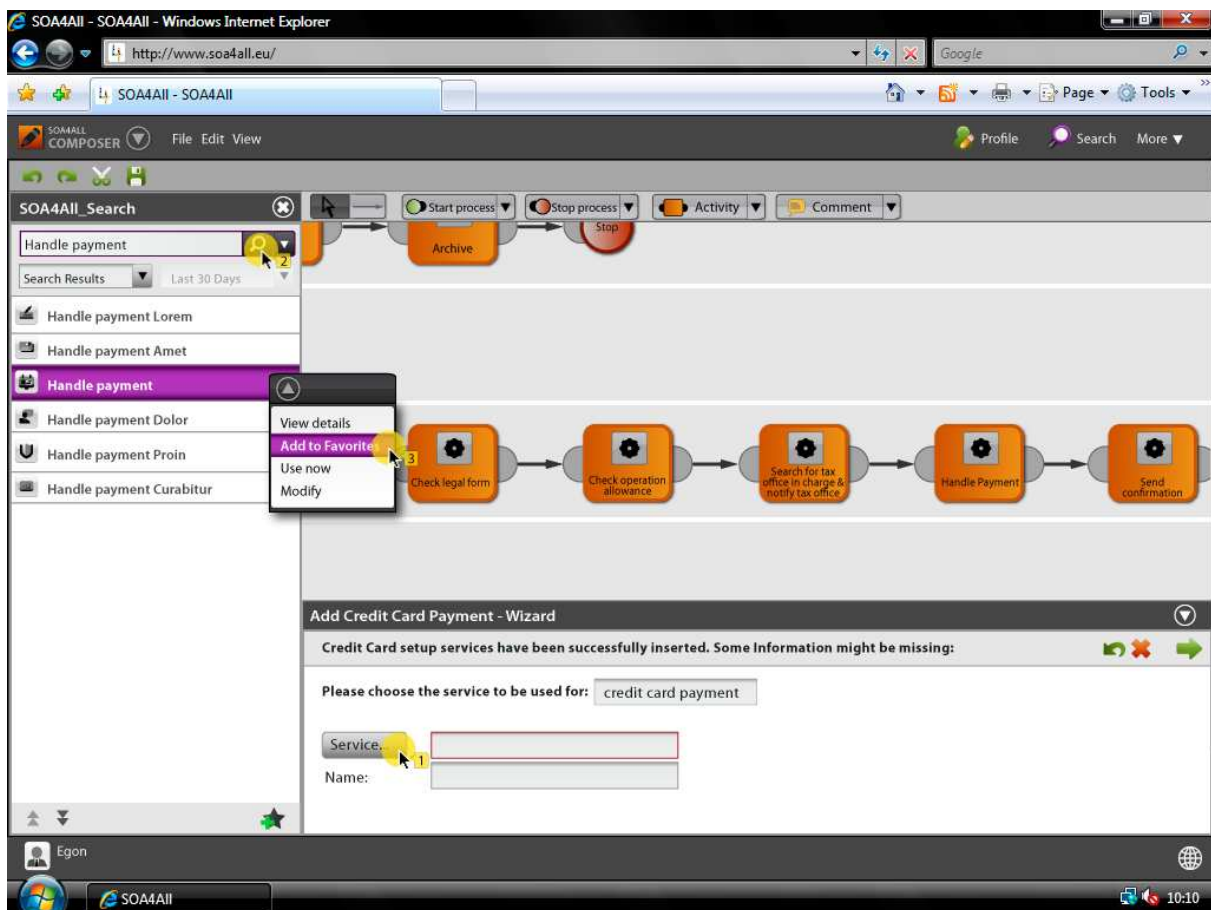 SOA4All - SOA4All - Windows Internet Explorer
http://www.soa4all.eu/
Google
SOA4All - SOA4All
Page
Tools
SOA4ALL
COMPOSER
File Edit View
Profile
Search
More
SOA4All_Search
Start process
Stop process
Activity
Comment
Handle payment
2
Search Results
Last 30 Days
Archive
Stop
Handle payment Lorem
Handle payment Amet
Handle payment
Handle payment Dolor
Handle payment Proin
Handle payment Curabitur
View details
Add to Favorites
3
Use now
Modify
Check legal form
Check operation
allowance
Search for tax
office in charge &
notify tax office
Handle Payment
Send
confirmation
Add Credit Card Payment - Wizard
Credit Card setup services have been successfully inserted. Some Information might be missing:
Please choose the service to be used for: credit card payment
Service...
1
Name:
Egon
SOA4All
10:10